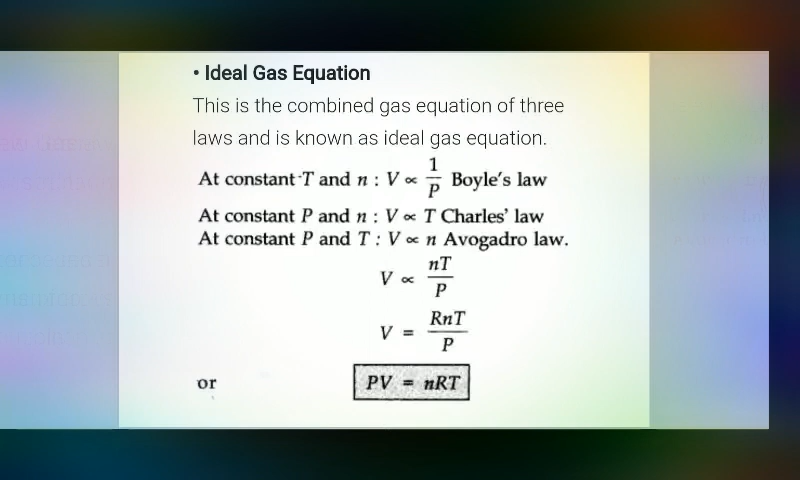 • Ideal Gas Equation
This is the combined gas equation of three
laws and is known as ideal gas equation.
At constant T and n : V ∝ 1/P Boyle's law
At constant P and n : V ∝ T Charles' law
At constant P and T : V ∝ n Avogadro law.
V ∝ nT/P
V = RnT/P
or PV = nRT